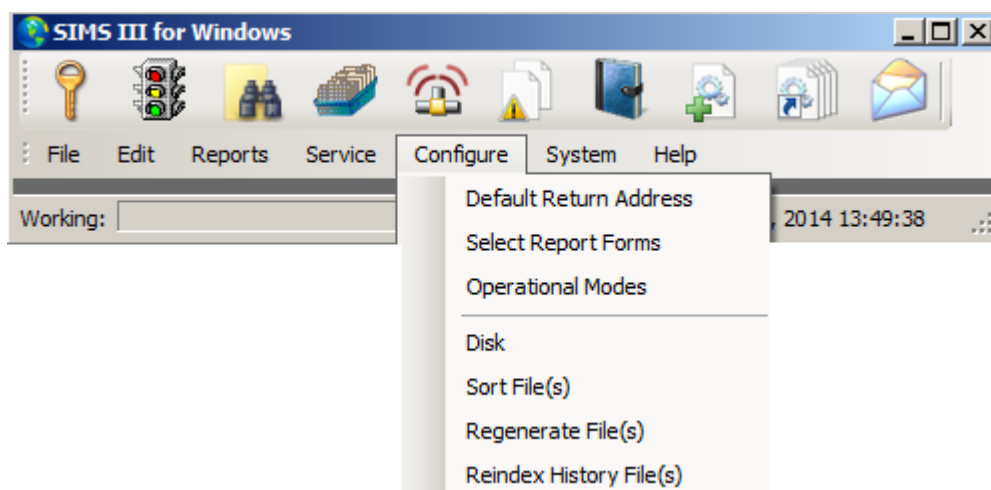 SIMS III for Windows
File Edit Reports Service Configure System Help
Default Return Address
Working: , 2014 13:49:38
Select Report Forms
Operational Modes
Disk
Sort File(s)
Regenerate File(s)
Reindex History File(s)